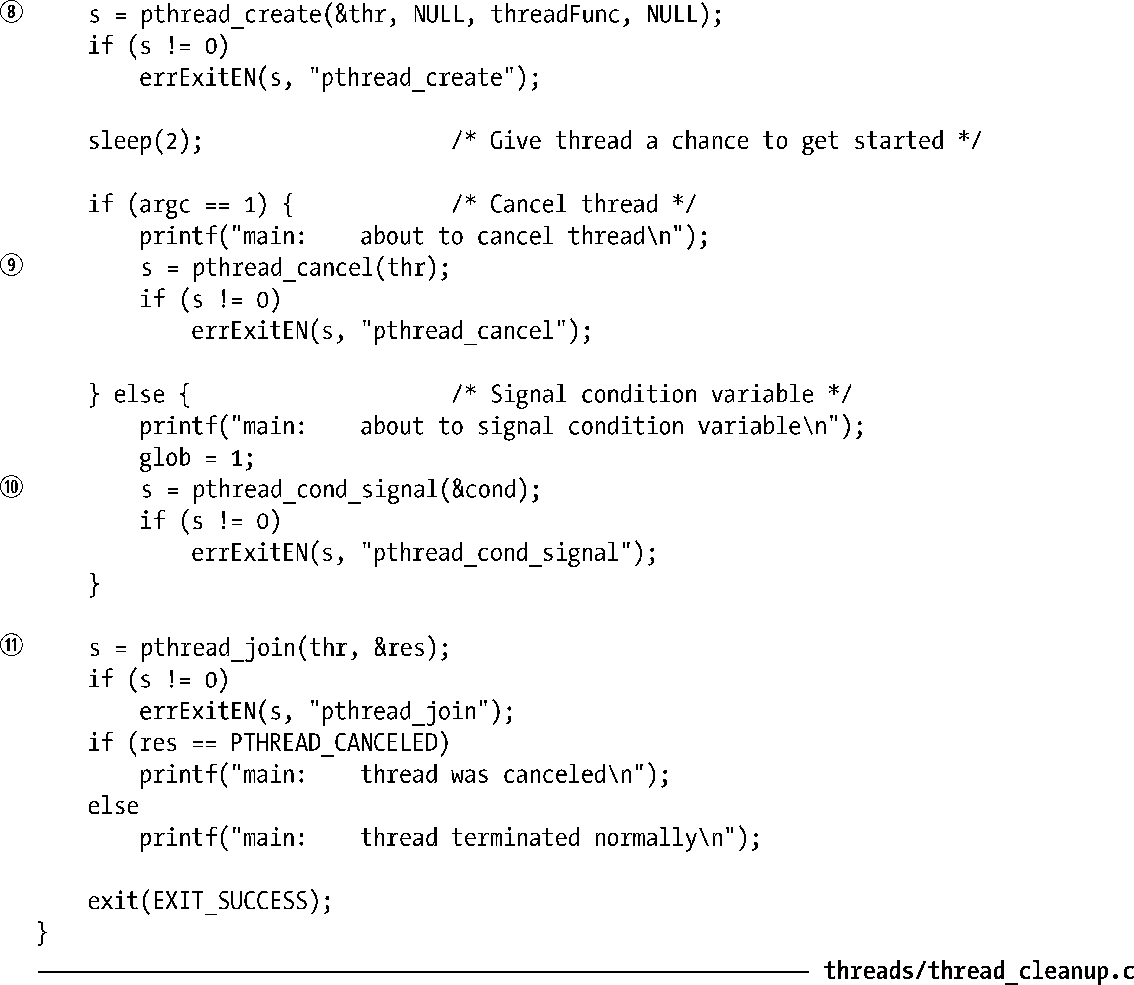 ⑧ s = pthread_create(&thr, NULL, threadFunc, NULL);
if (s != 0)
errExitEN(s, "pthread_create");
sleep(2); /* Give thread a chance to get started */
if (argc == 1) { /* Cancel thread */
printf("main:    about to cancel thread\n");
⑨ s = pthread_cancel(thr);
if (s != 0)
errExitEN(s, "pthread_cancel");
} else { /* Signal condition variable */
printf("main:    about to signal condition variable\n");
glob = 1;
⑩ s = pthread_cond_signal(&cond);
if (s != 0)
errExitEN(s, "pthread_cond_signal");
}
⑪ s = pthread_join(thr, &res);
if (s != 0)
errExitEN(s, "pthread_join");
if (res == PTHREAD_CANCELED)
printf("main:    thread was canceled\n");
else
printf("main:    thread terminated normally\n");
exit(EXIT_SUCCESS);
}
threads/thread_cleanup.c